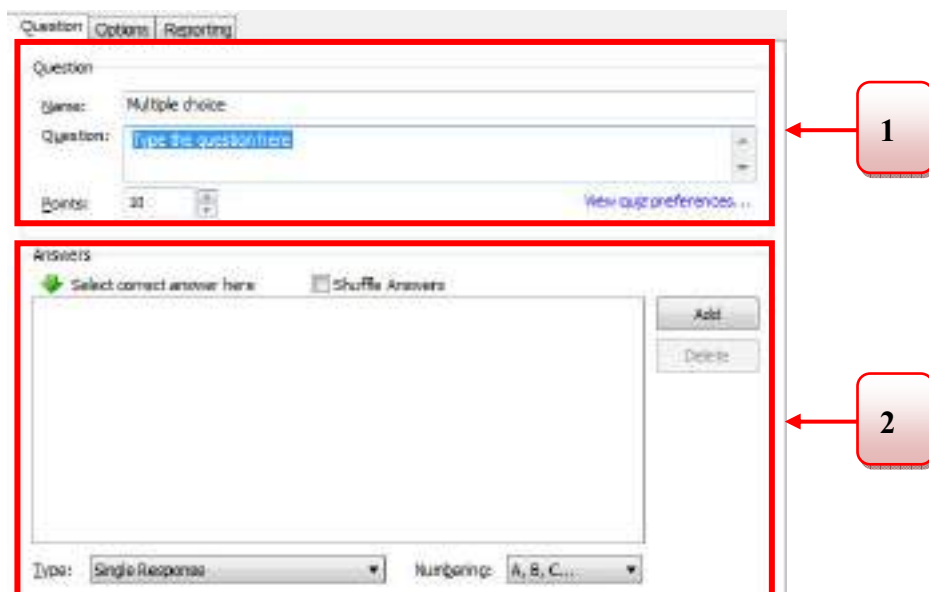 Question Options Reporting
Question
Name: Multiple choice
Question: Type the question here
1
Points: 10 View quiz preferences...
Answers
Select correct answer here Shuffle Answers
Add
Delete
2
Type: Single Response Numbering: A, B, C...